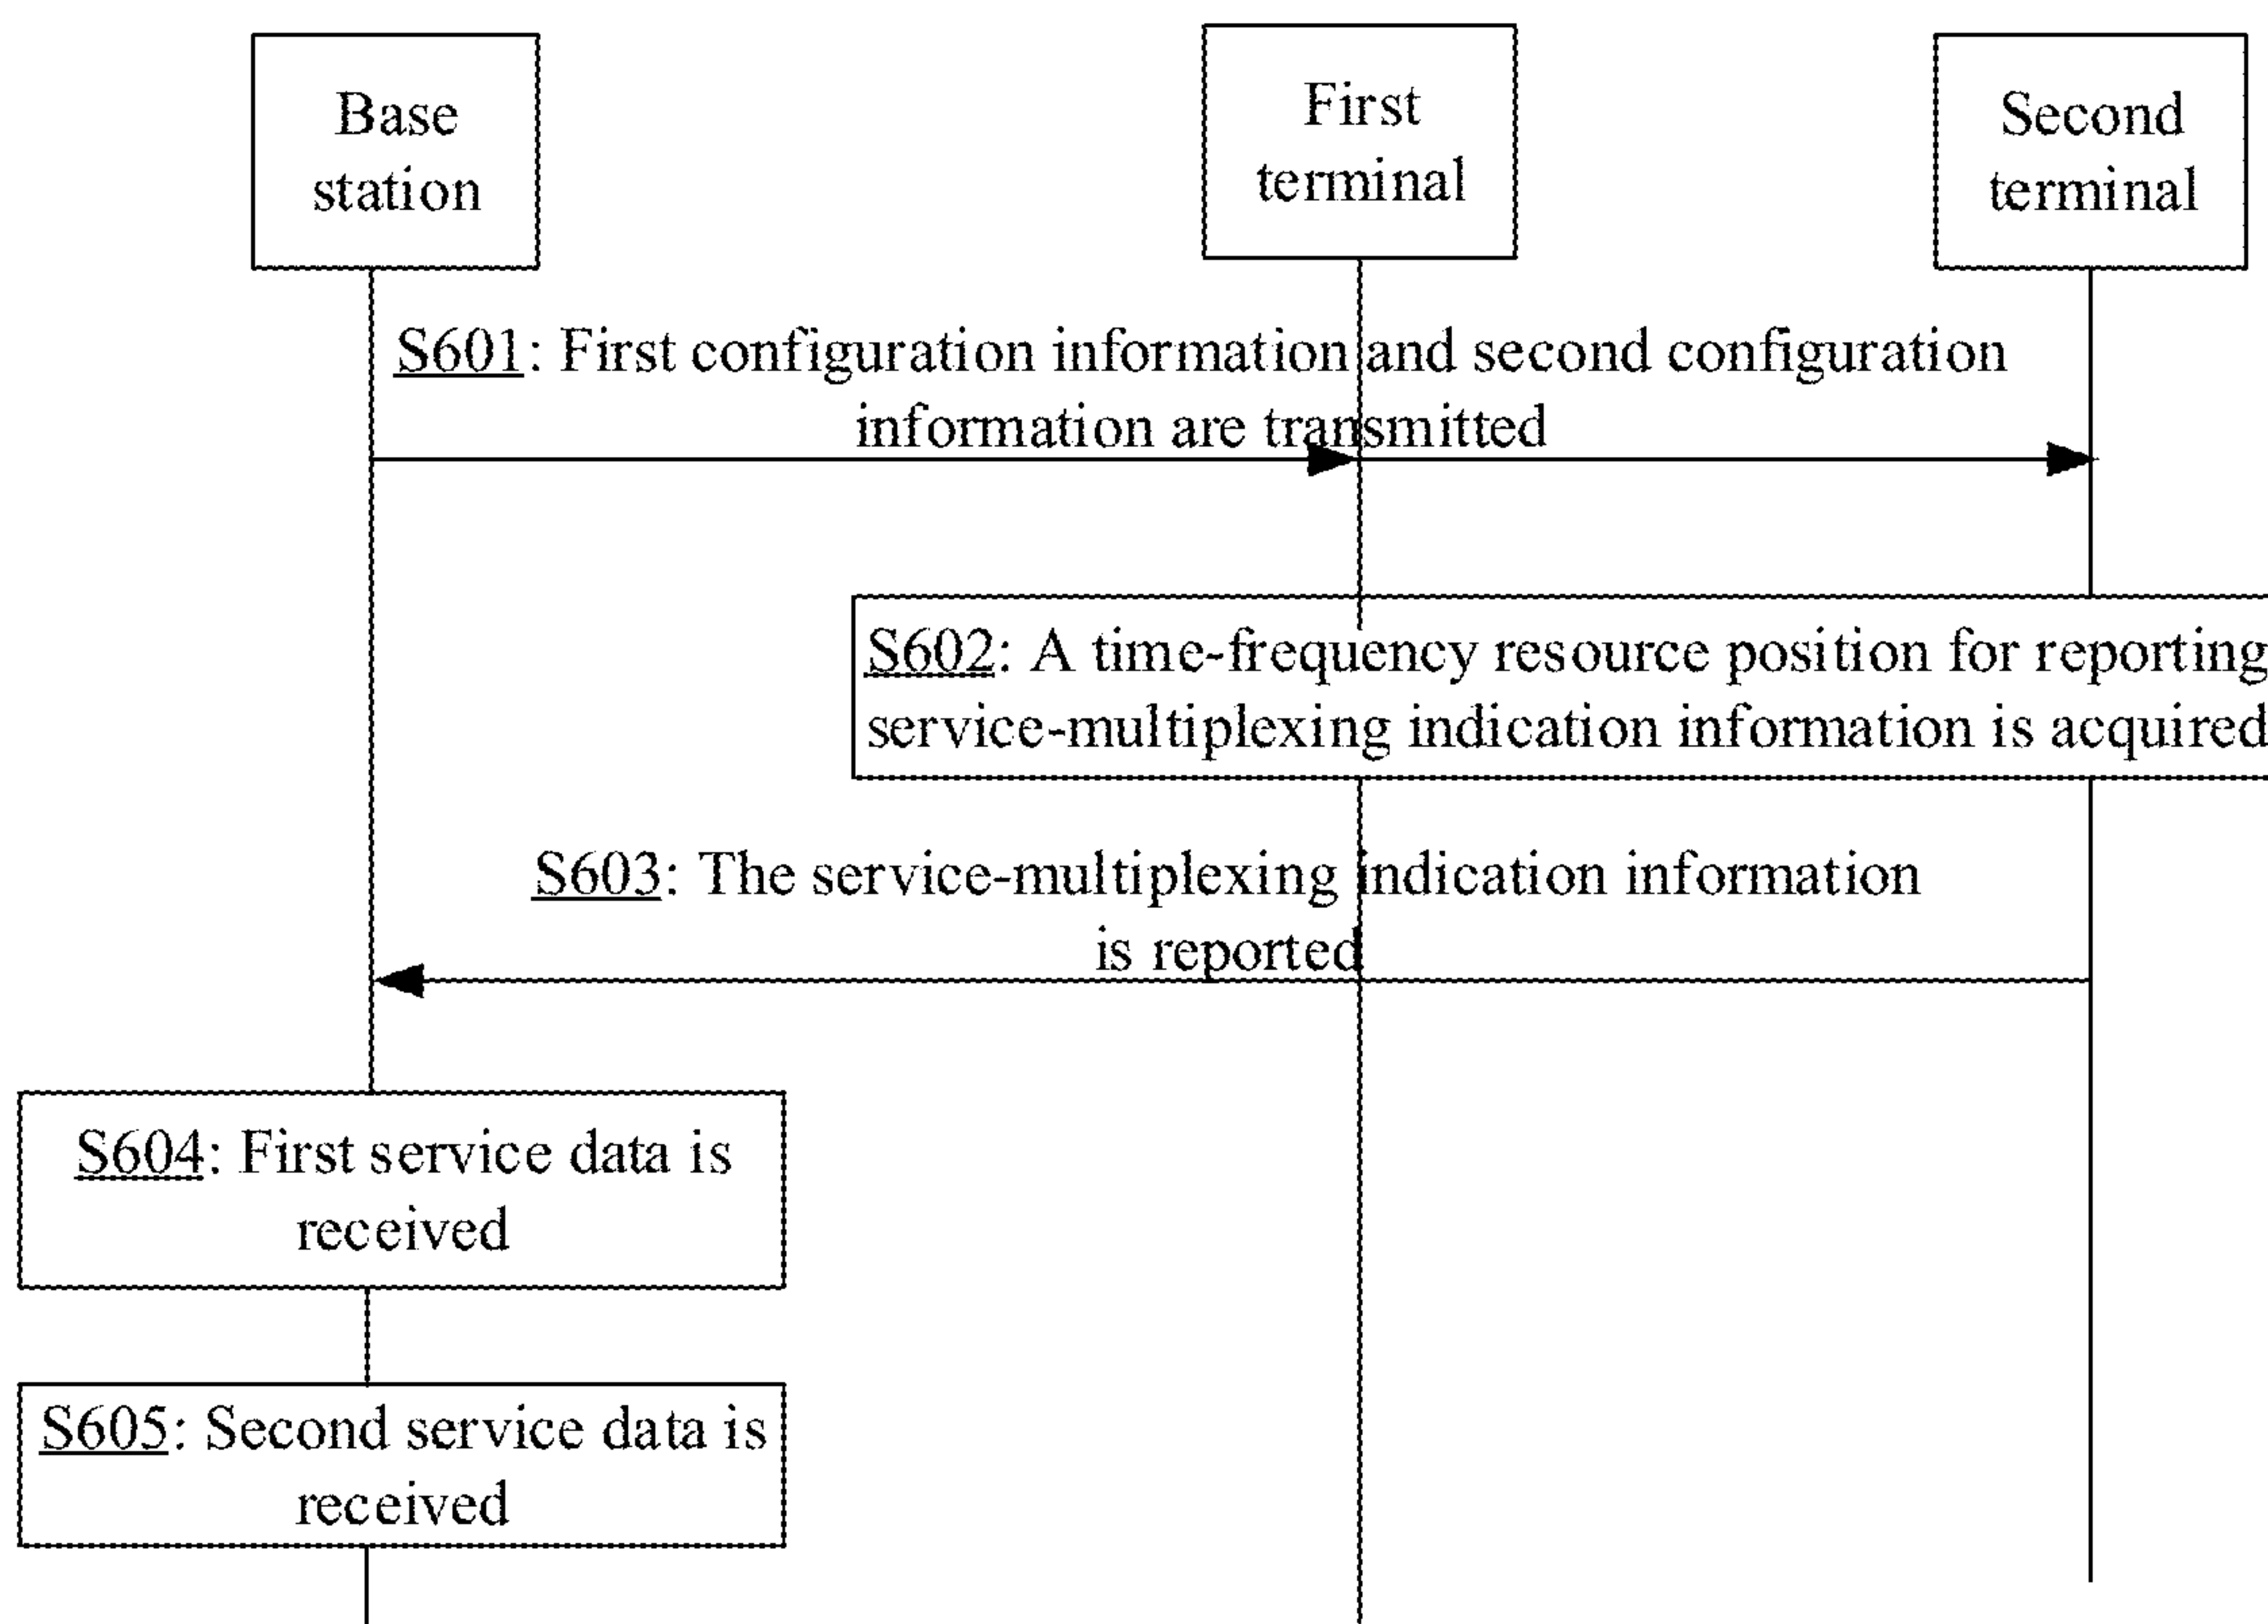 Base
station
First
terminal
Second
terminal
S601: First configuration information and second configuration
information are transmitted
S602: A time-frequency resource position for reporting
service-multiplexing indication information is acquired
S603: The service-multiplexing indication information
is reported
S604: First service data is
received
S605: Second service data is
received